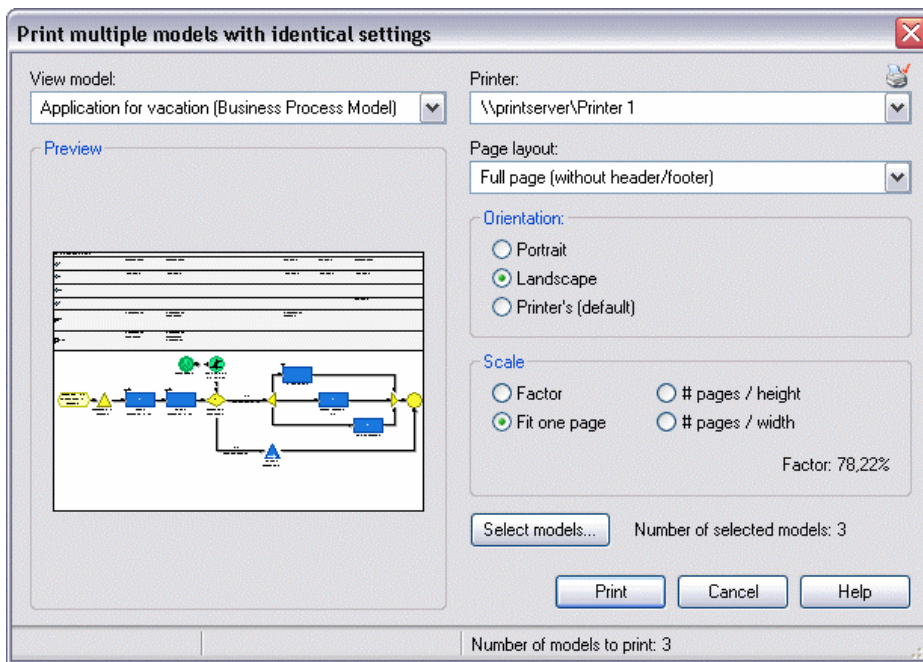 Print multiple models with identical settings
View model:
Application for vacation (Business Process Model)
Preview
Printer:
\\printserver\Printer 1
Page layout:
Full page (without header/footer)
Orientation:
Portrait
Landscape
Printer's (default)
Scale
Factor
# pages / height
Fit one page
# pages / width
Factor: 78,22%
Select models...
Number of selected models: 3
Print
Cancel
Help
Number of models to print: 3